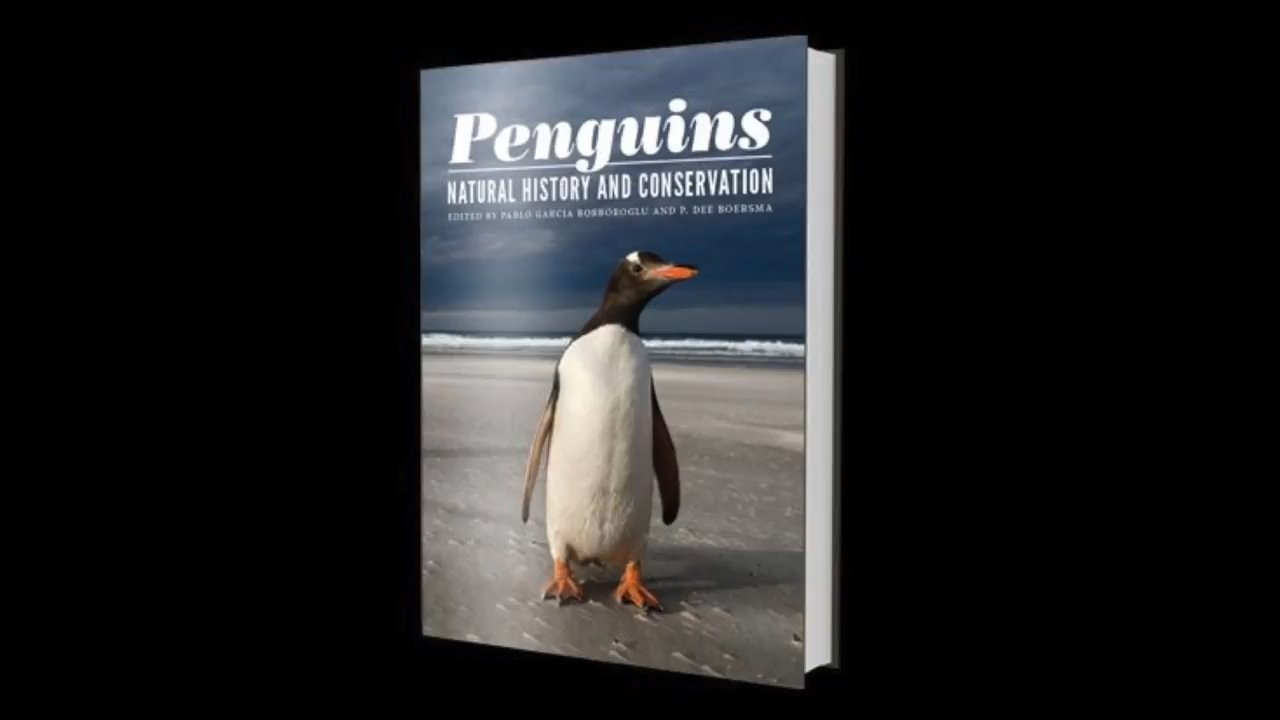 Penguins
NATURAL HISTORY AND CONSERVATION
EDITED BY PABLO GARCIA BORBOROGLU AND P. DEE BOERSMA